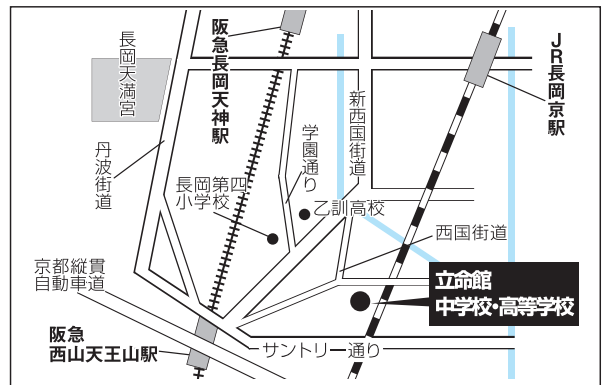 阪急長岡天神駅
JR長岡京駅
長岡天満宮
丹波街道
新西国街道
学園通り
長岡第四
小学校
乙訓高校
西国街道
京都縦貫
自動車道
立命館
中学校・高等学校
阪急
西山天王山駅
サントリー通り